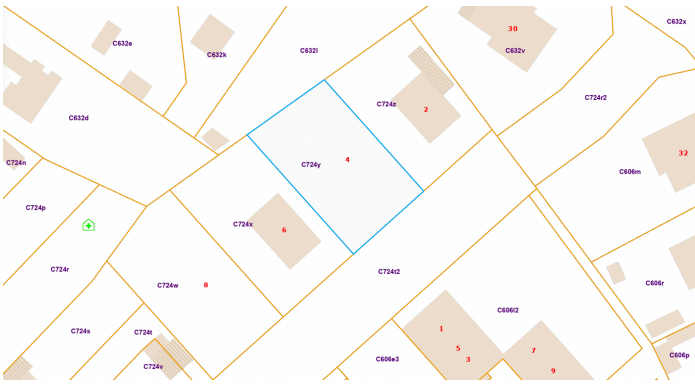 C632x
30
C632e
C632v
C632l
C632k
C724r2
C724z
2
C632d
32
4
C724n
C724y
C606m
C724p
C724x
6
C724r
C724t2
C606r
C724w
8
C606l2
1
C724s
C724t
5
7
3
C606e3
C606p
C724v
9